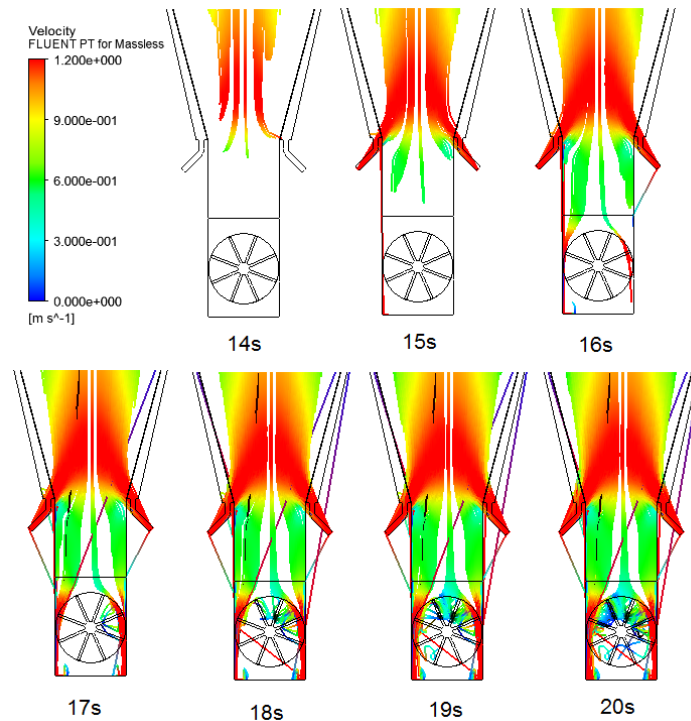 Velocity
FLUENT PT for Massless
1.200e+000
9.000e-001
6.000e-001
3.000e-001
0.000e+000
[m s^-1]
14s
15s
16s
17s
18s
19s
20s